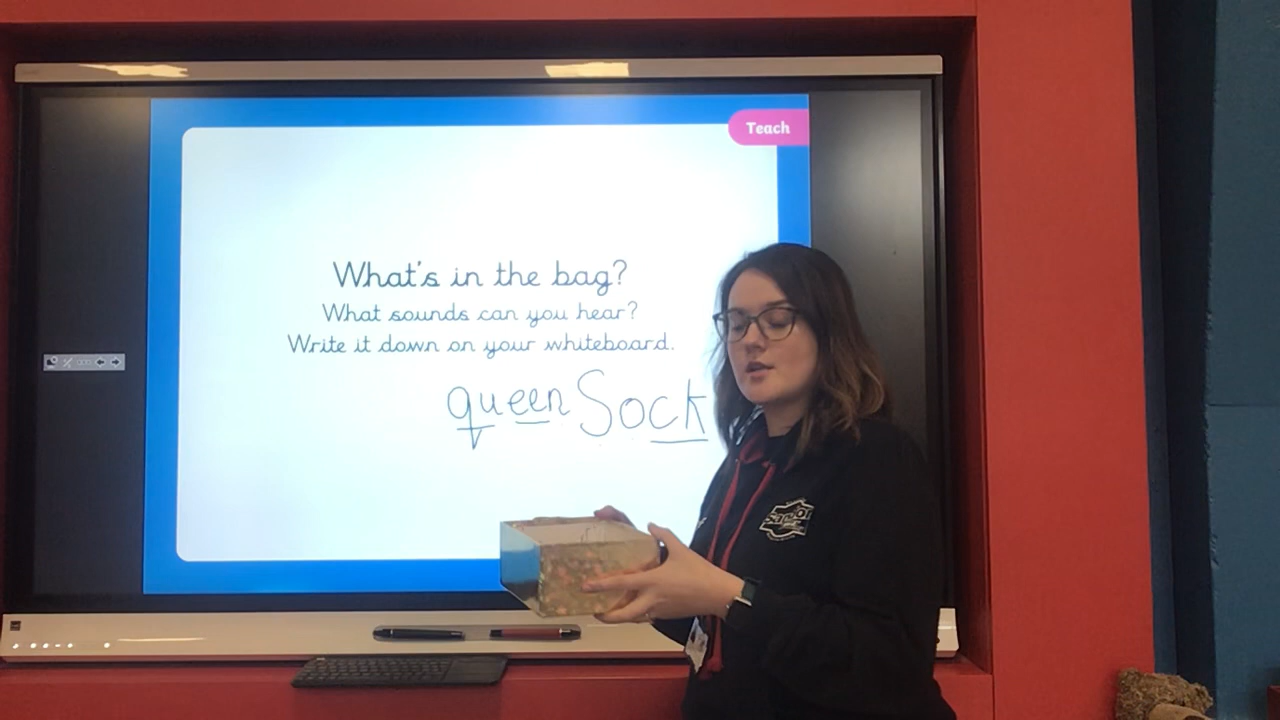 Teach
What's in the bag?
What sounds can you hear?
Write it down on your whiteboard.
queen Sock